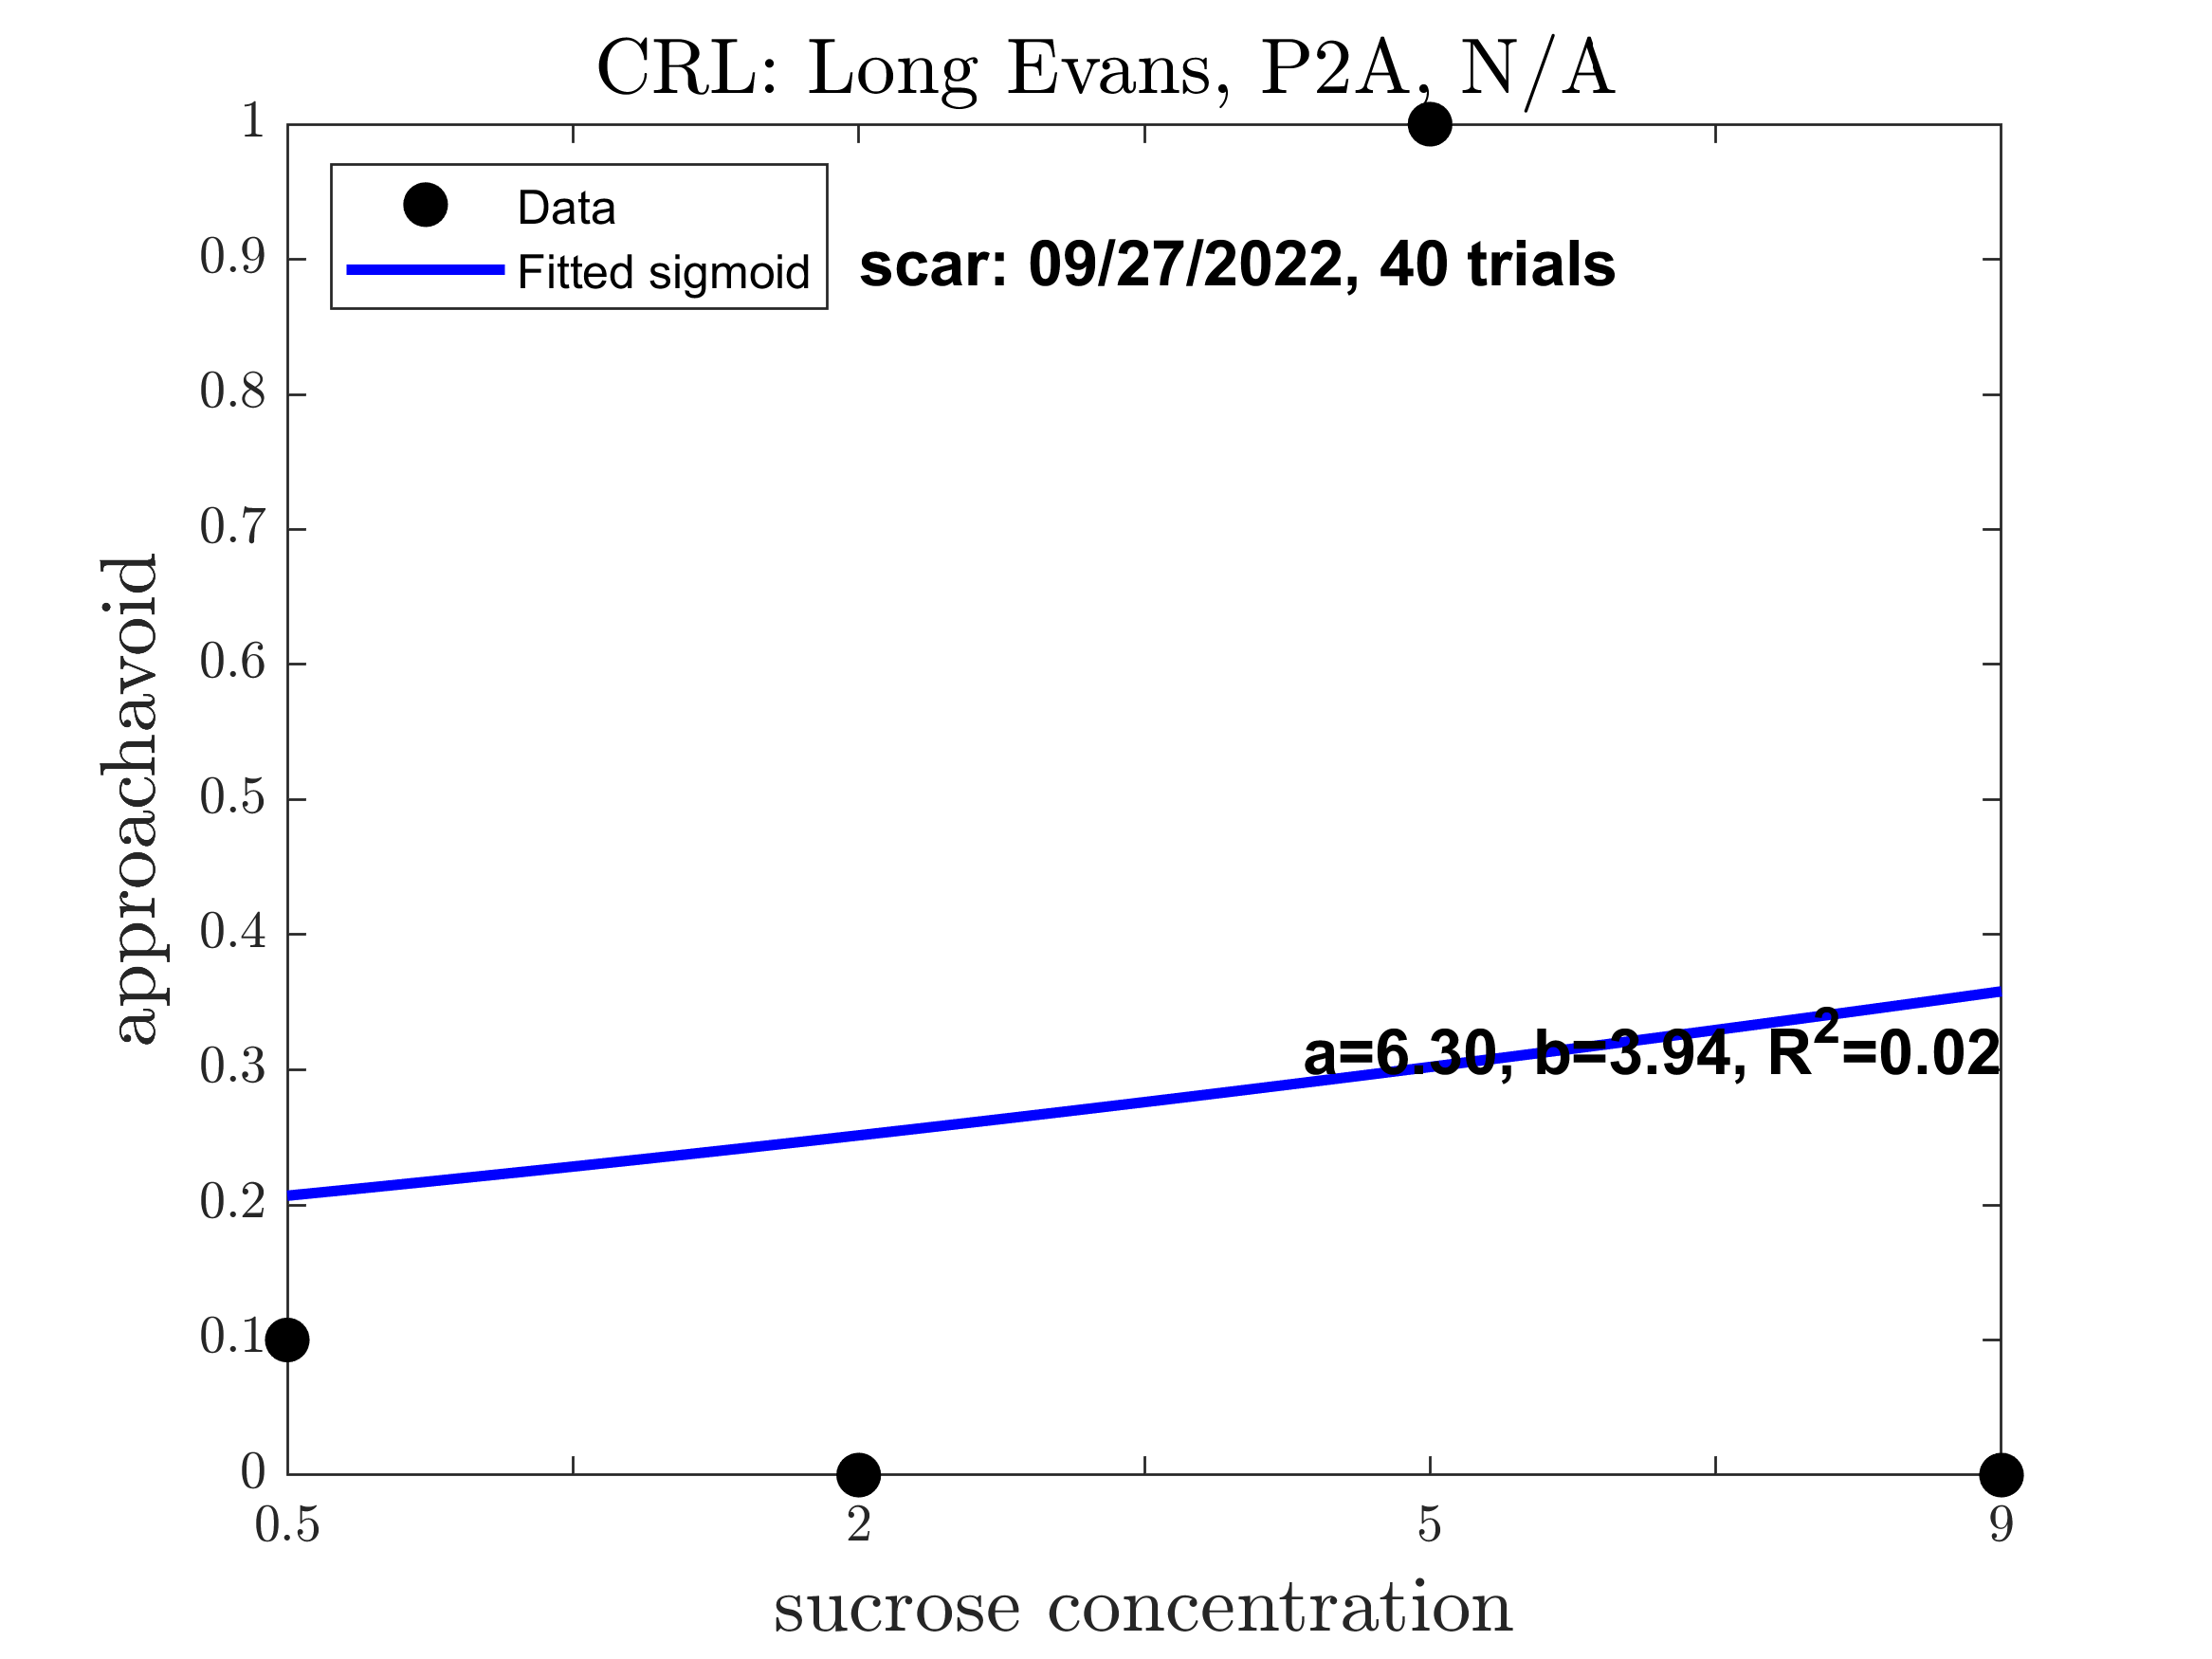 CRL: Long Evans, P2A, N/A
1
0.9
0.8
0.7
0.6
0.5
0.4
0.3
0.2
0.1
0
approachavoid
Data
Fitted sigmoid
scar: 09/27/2022, 40 trials
a=6.30, b=3.94, R²=0.02
0.5 2 5 9
sucrose concentration